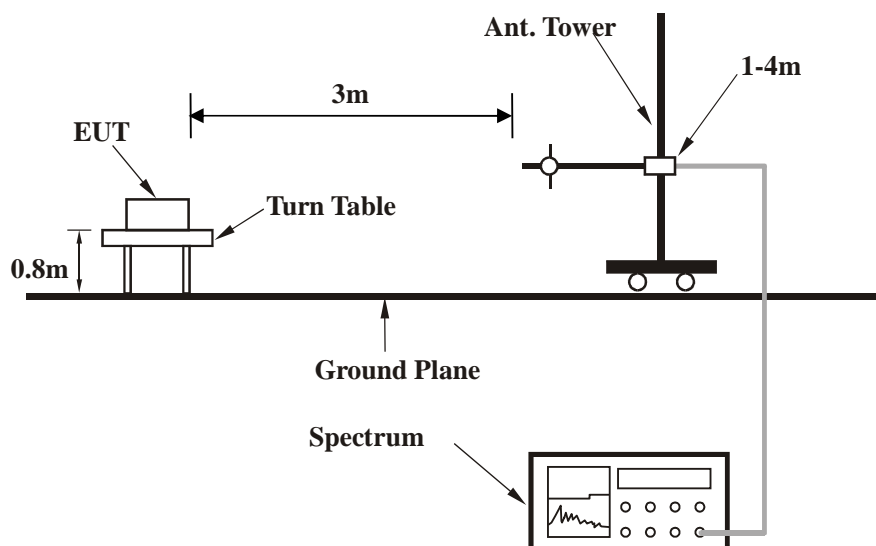 Ant. Tower
1-4m
3m
EUT
Turn Table
0.8m
Ground Plane
Spectrum